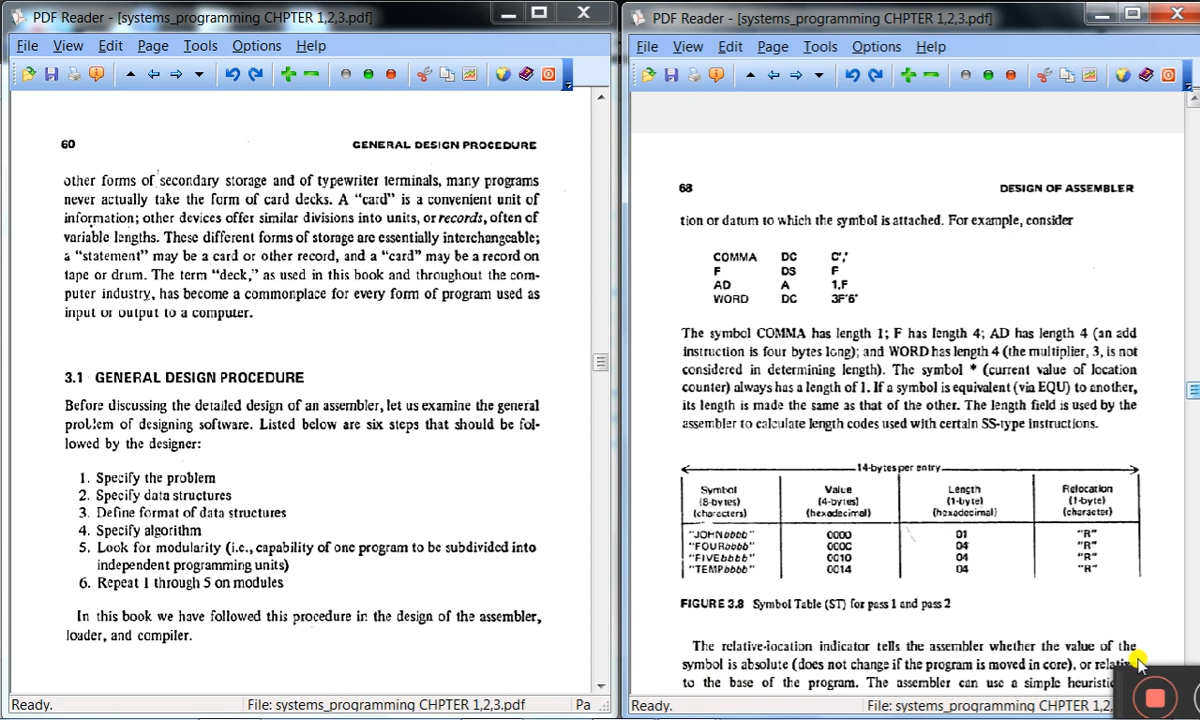 PDF Reader - [systems_programming CHPTER 1,2,3.pdf]
File View Edit Page Tools Options Help
60 GENERAL DESIGN PROCEDURE
other forms of secondary storage and of typewriter terminals, many programs
never actually take the form of card decks. A "card" is a convenient unit of
information; other devices offer similar divisions into units, or records, often of
variable lengths. These different forms of storage are essentially interchangeable;
a "statement" may be a card or other record, and a "card" may be a record on
tape or drum. The term "deck," as used in this book and throughout the com-
puter industry, has become a commonplace for every form of program used as
input or output to a computer.
3.1 GENERAL DESIGN PROCEDURE
Before discussing the detailed design of an assembler, let us examine the general
problem of designing software. Listed below are six steps that should be fol-
lowed by the designer:
1. Specify the problem
2. Specify data structures
3. Define format of data structures
4. Specify algorithm
5. Look for modularity (i.e., capability of one program to be subdivided into
independent programming units)
6. Repeat 1 through 5 on modules
In this book we have followed this procedure in the design of the assembler,
loader, and compiler.
Ready. File: systems_programming CHPTER 1,2,3.pdf Pa
PDF Reader - [systems_programming CHPTER 1,2,3.pdf]
File View Edit Page Tools Options Help
68 DESIGN OF ASSEMBLER
tion or datum to which the symbol is attached. For example, consider
COMMA DC C','
F DS F
AD A 1,F
WORD DC 3F'6'
The symbol COMMA has length 1; F has length 4; AD has length 4 (an add
instruction is four bytes long); and WORD has length 4 (the multiplier, 3, is not
considered in determining length). The symbol * (current value of location
counter) always has a length of 1. If a symbol is equivalent (via EQU) to another,
its length is made the same as that of the other. The length field is used by the
assembler to calculate length codes used with certain SS-type instructions.
14-bytes per entry
Symbol Value Length Relocation
(8-bytes) (4-bytes) (1-byte) (1-byte)
(characters) (hexadecimal) (hexadecimal) (character)
"JOHNbbbb" 0000 01 "R"
"FOURbbbb" 000C 04 "R"
"FIVEbbbb" 0010 04 "R"
"TEMPbbbb" 0014 04 "R"
FIGURE 3.8 Symbol Table (ST) for pass 1 and pass 2
The relative-location indicator tells the assembler whether the value of the
symbol is absolute (does not change if the program is moved in core), or
to the base of the program. The assembler can use a simple
Ready. File: systems_programming CHPTER 1,2,